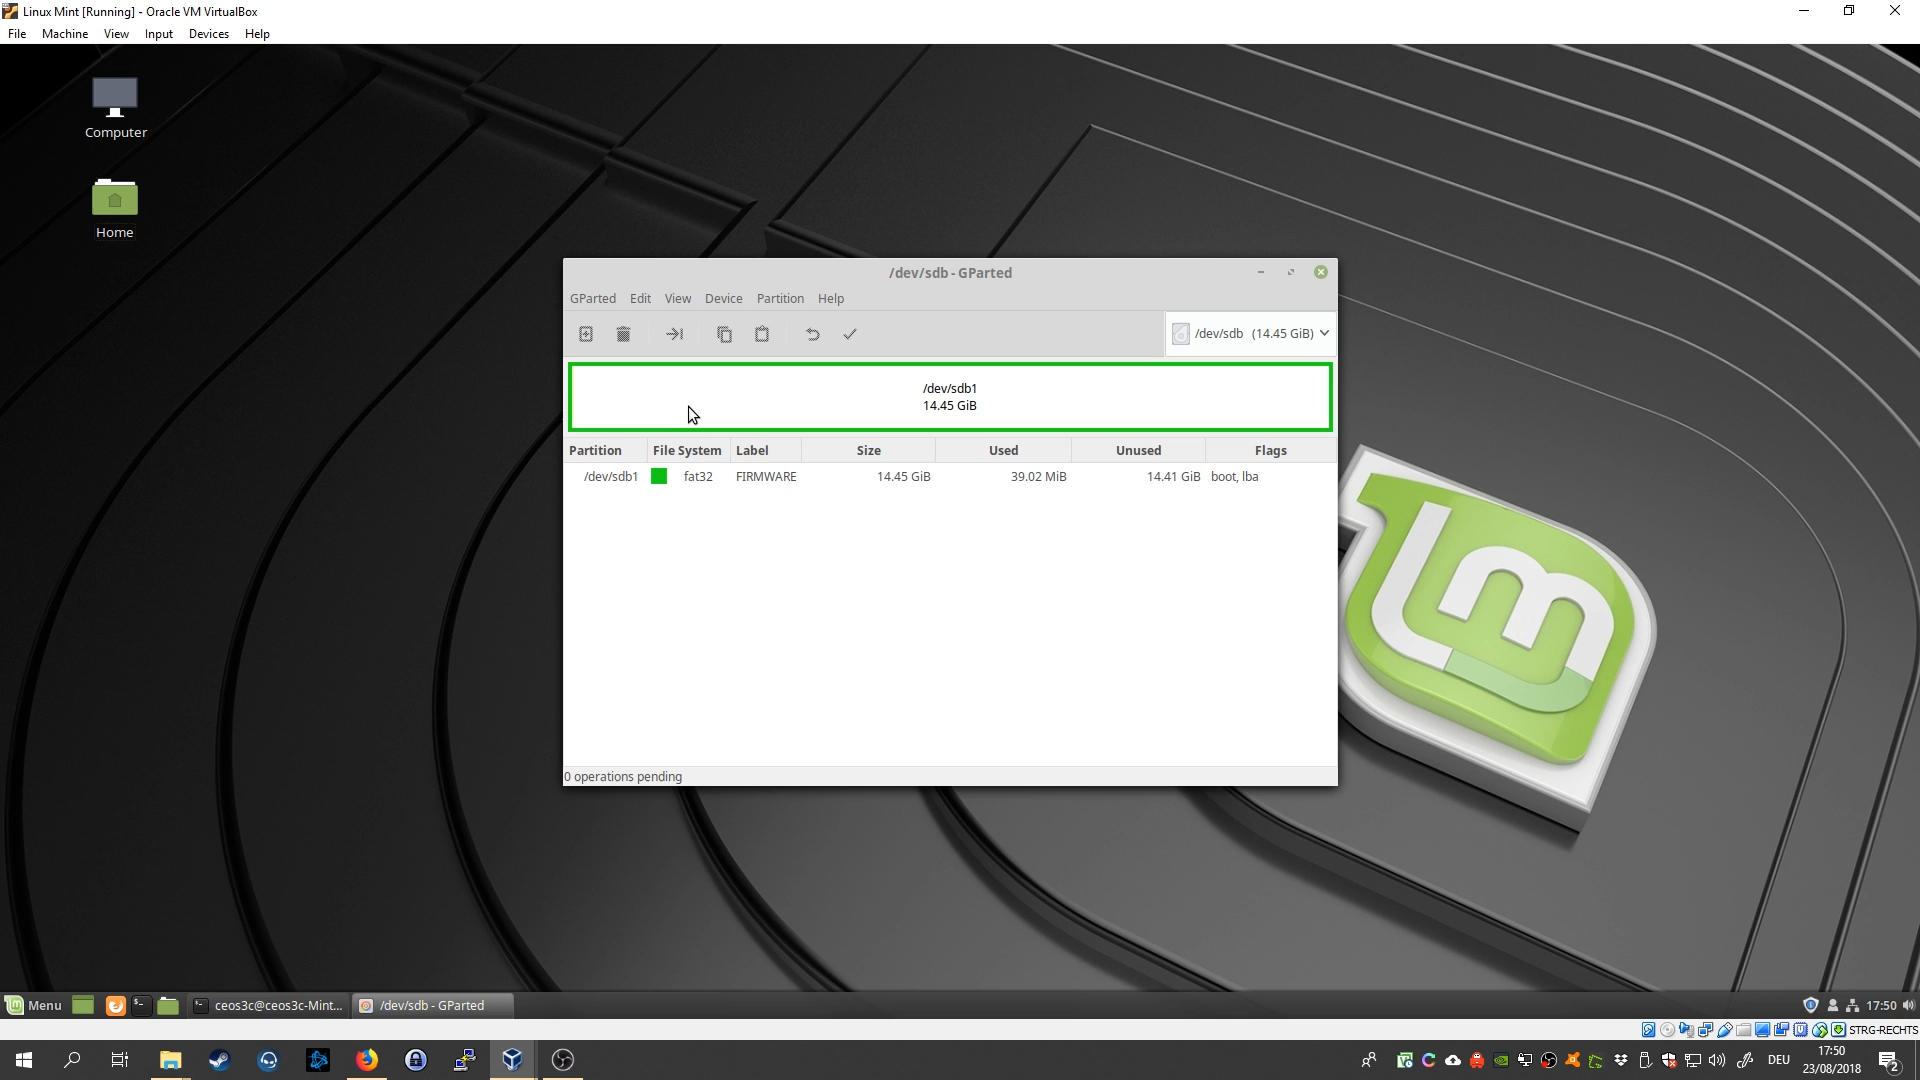 Linux Mint [Running] - Oracle VM VirtualBox
File Machine View Input Devices Help
Computer
Home
/dev/sdb - GParted
GParted Edit View Device Partition Help
/dev/sdb (14.45 GiB)
/dev/sdb1
14.45 GiB
Partition File System Label Size Used Unused Flags
/dev/sdb1 fat32 FIRMWARE 14.45 GiB 39.02 MiB 14.41 GiB boot, lba
0 operations pending
Menu ceos3c@ceos3c-Mint... /dev/sdb - GParted 17:50
STRG-RECHTS
DEU
17:50
23/08/2018
2